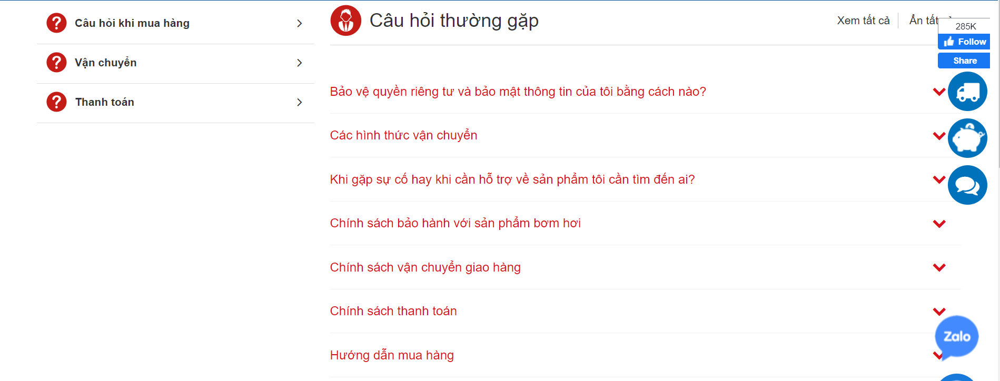 Câu hỏi khi mua hàng
Vận chuyển
Thanh toán
Câu hỏi thường gặp
Xem tất cả
Ẩn tất
285K
Follow
Share
Bảo vệ quyền riêng tư và bảo mật thông tin của tôi bằng cách nào?
Các hình thức vận chuyển
Khi gặp sự cố hay khi cần hỗ trợ về sản phẩm tôi cần tìm đến ai?
Chính sách bảo hành với sản phẩm bơm hơi
Chính sách vận chuyển giao hàng
Chính sách thanh toán
Zalo
Hướng dẫn mua hàng